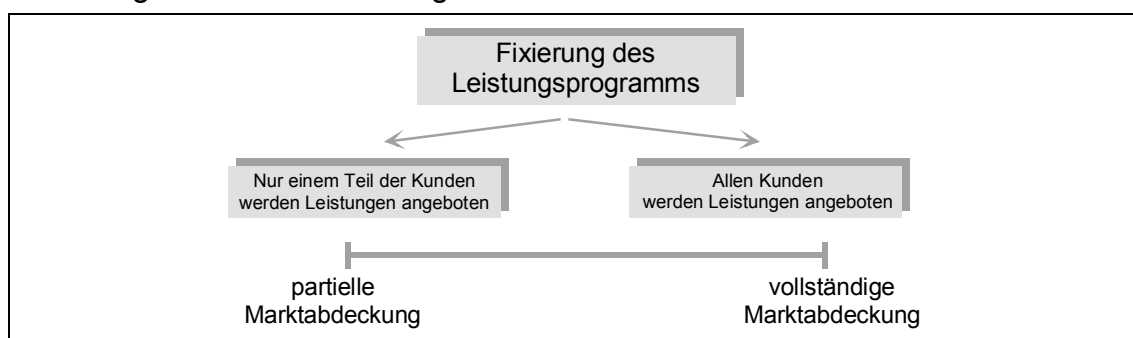 Fixierung des
Leistungsprogramms
Nur einem Teil der Kunden
werden Leistungen angeboten
Allen Kunden
werden Leistungen angeboten
partielle
Marktabdeckung
vollständige
Marktabdeckung